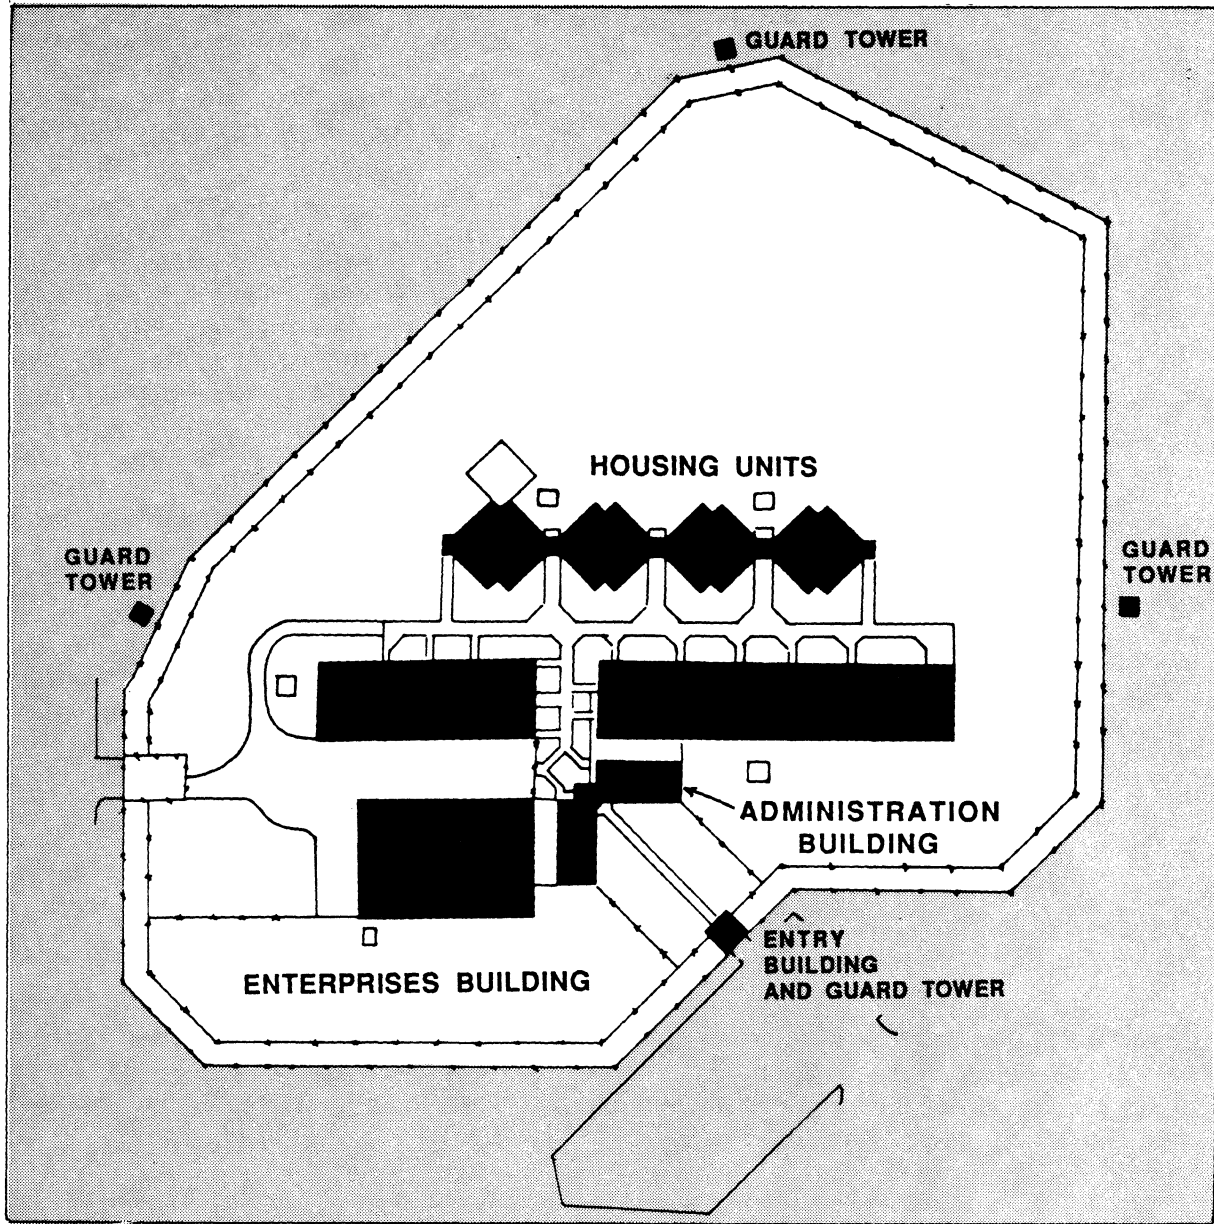 GUARD TOWER
HOUSING UNITS
GUARD
TOWER
GUARD
TOWER
ADMINISTRATION
BUILDING
ENTRY
BUILDING
AND GUARD TOWER
ENTERPRISES BUILDING